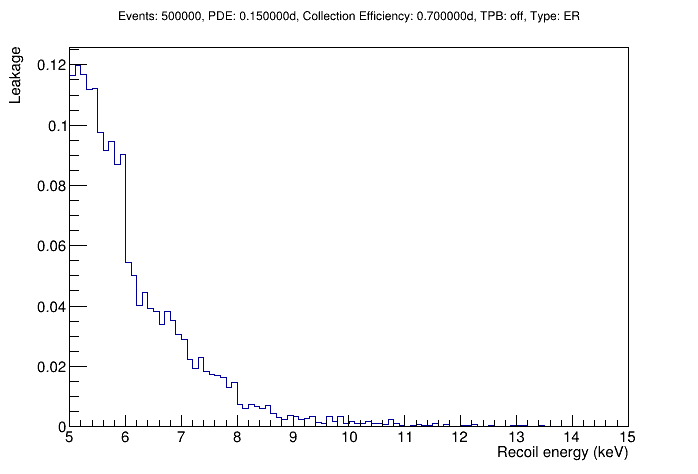 Events: 500000, PDE: 0.150000d, Collection Efficiency: 0.700000d, TPB: off, Type: ER
Leakage
0.12
0.1
0.08
0.06
0.04
0.02
0
5 6 7 8 9 10 11 12 13 14 15
Recoil energy (keV)